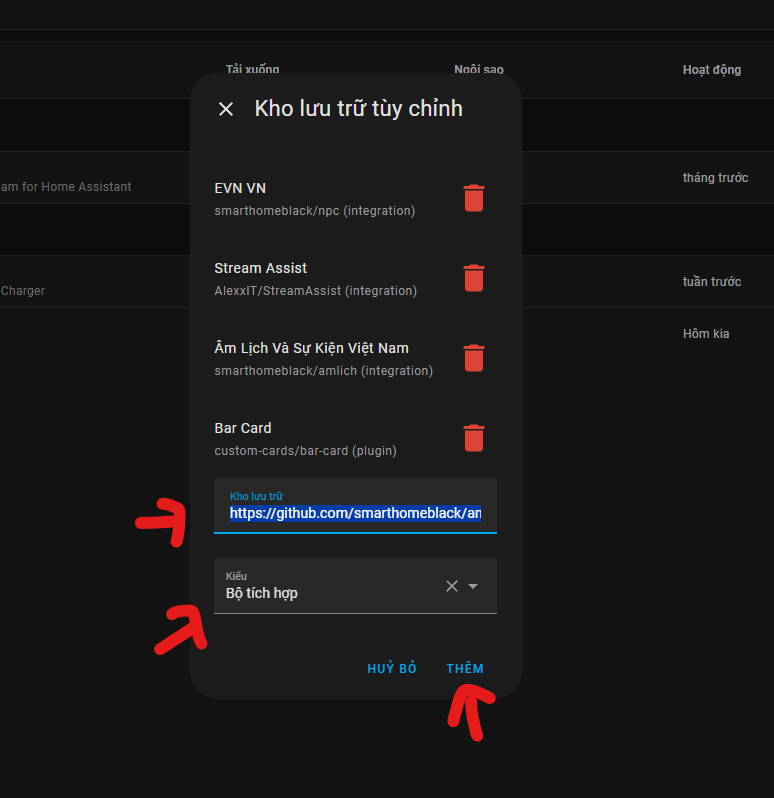 Tải xuống
Ngôi sao
Hoạt động
Kho lưu trữ tùy chỉnh
tháng trước
EVN VN
am for Home Assistant
smarthomeblack/npc (integration)
Stream Assist
tuần trước
Charger
AlexxIT/StreamAssist (integration)
Hôm kia
Âm Lịch Và Sự Kiện Việt Nam
smarthomeblack/amlich (integration)
Bar Card
custom-cards/bar-card (plugin)
Kho lưu trữ
https://github.com/smarthomeblack/am
Kiểu
Bộ tích hợp
HUỶ BỎ
THÊM